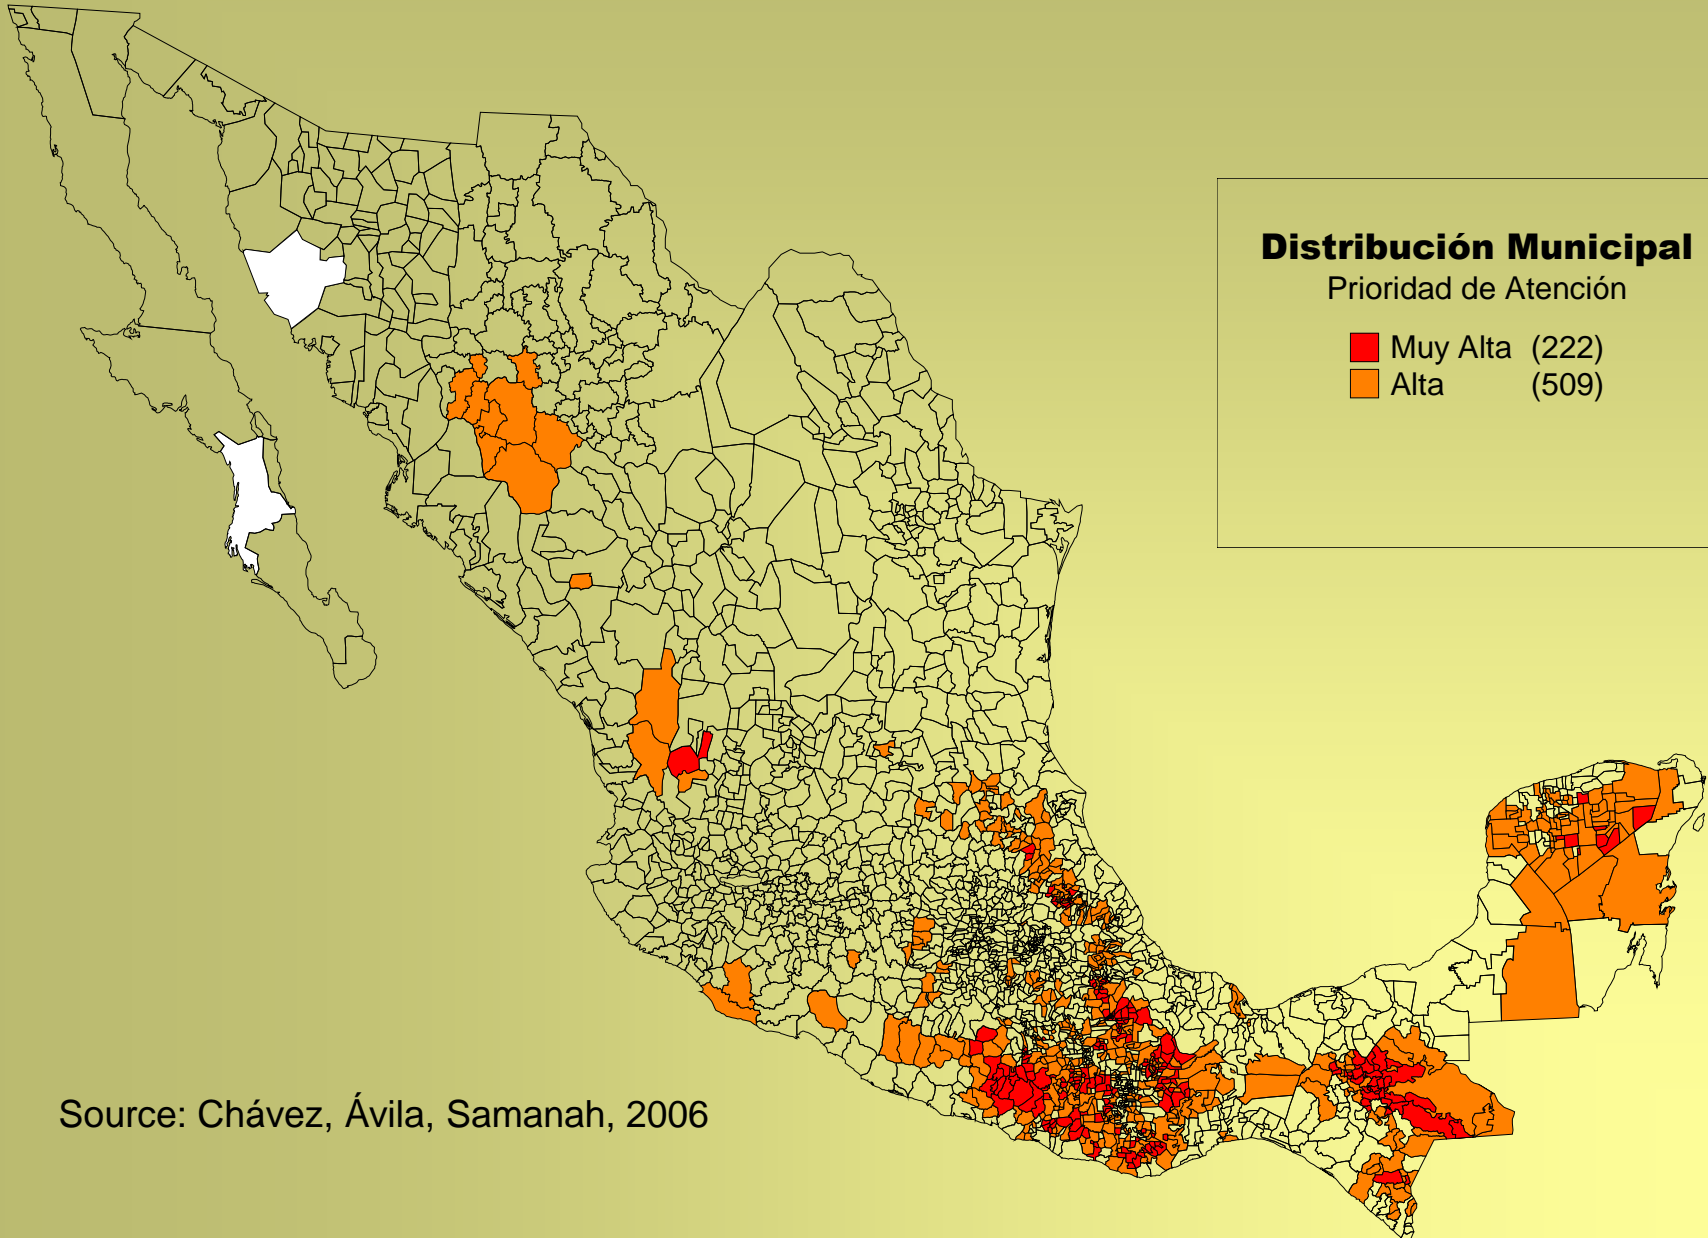 Distribución Municipal
Prioridad de Atención
Muy Alta (222)
Alta (509)
Source: Chávez, Ávila, Samanah, 2006